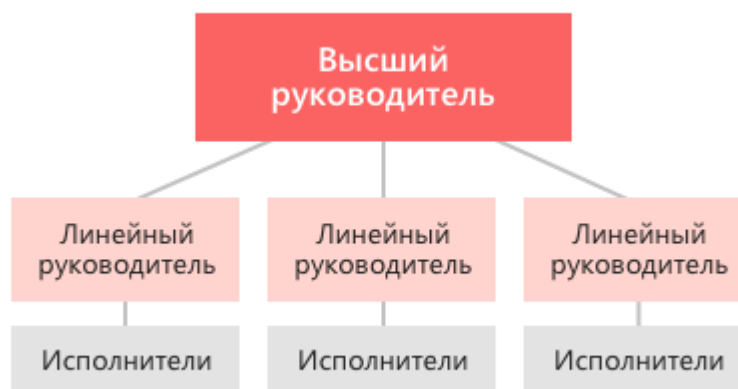 Высший
руководитель
Линейный
руководитель
Линейный
руководитель
Линейный
руководитель
Исполнители
Исполнители
Исполнители